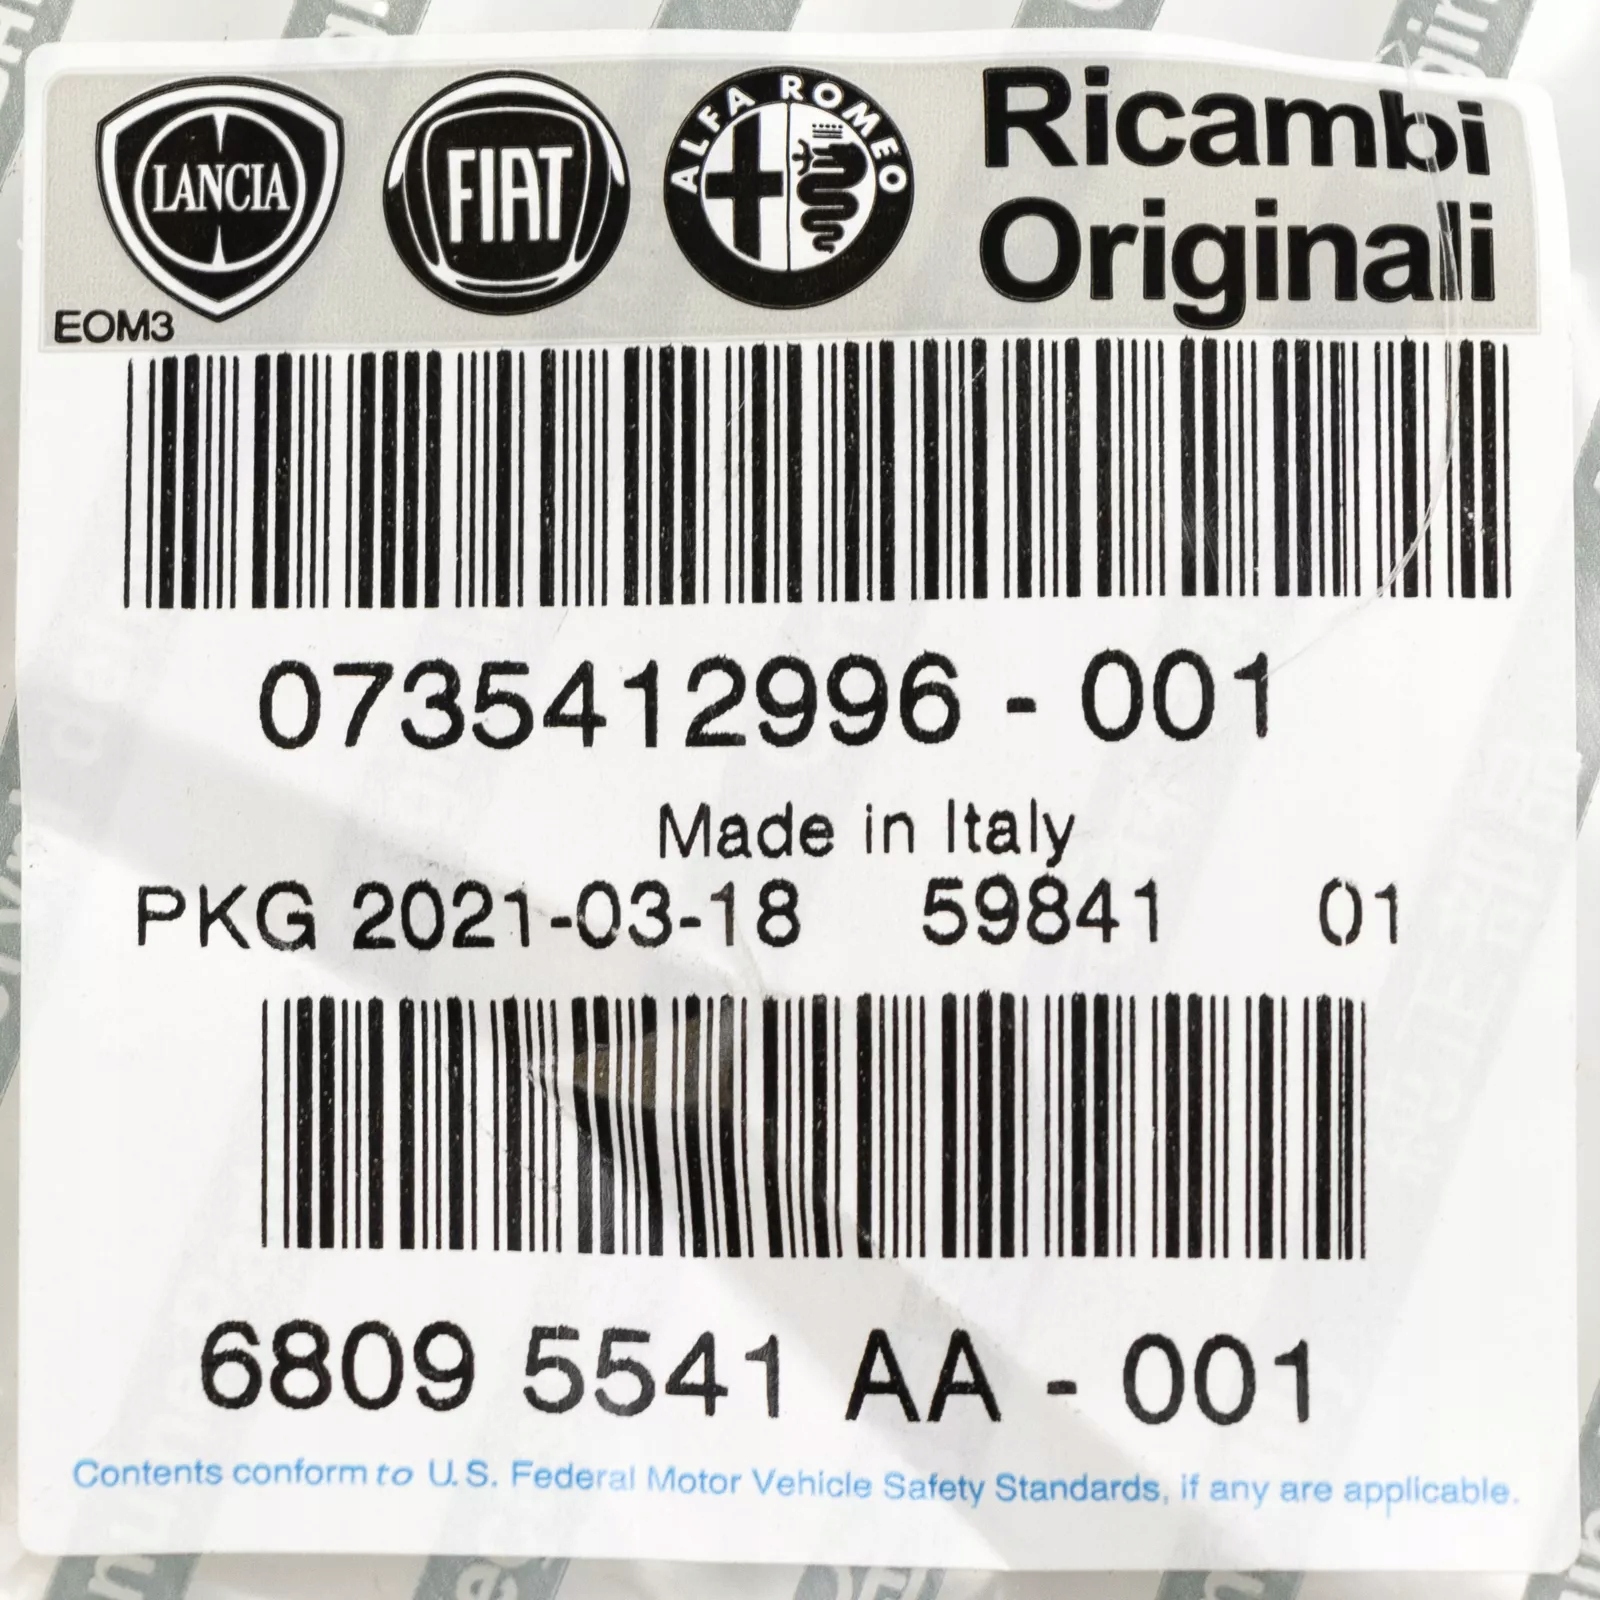 LANCIA
FIAT
ALFA ROMEO
Ricambi
Originali
EOM3
0735412996 - 001
Made in Italy
PKG 2021-03-18 59841 01
6809 5541 AA - 001
Contents conform to U.S. Federal Motor Vehicle Safety Standards, if any are applicable.